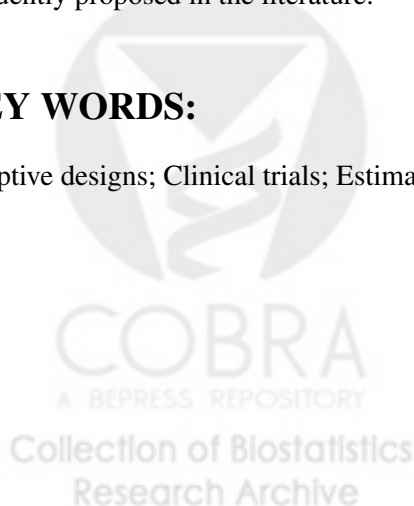 dently proposed in the literature.
EY WORDS:
ptive designs; Clinical trials; Estima
COBRA
A BEPRESS REPOSITORY
Collection of Biostatistics
Research Archive